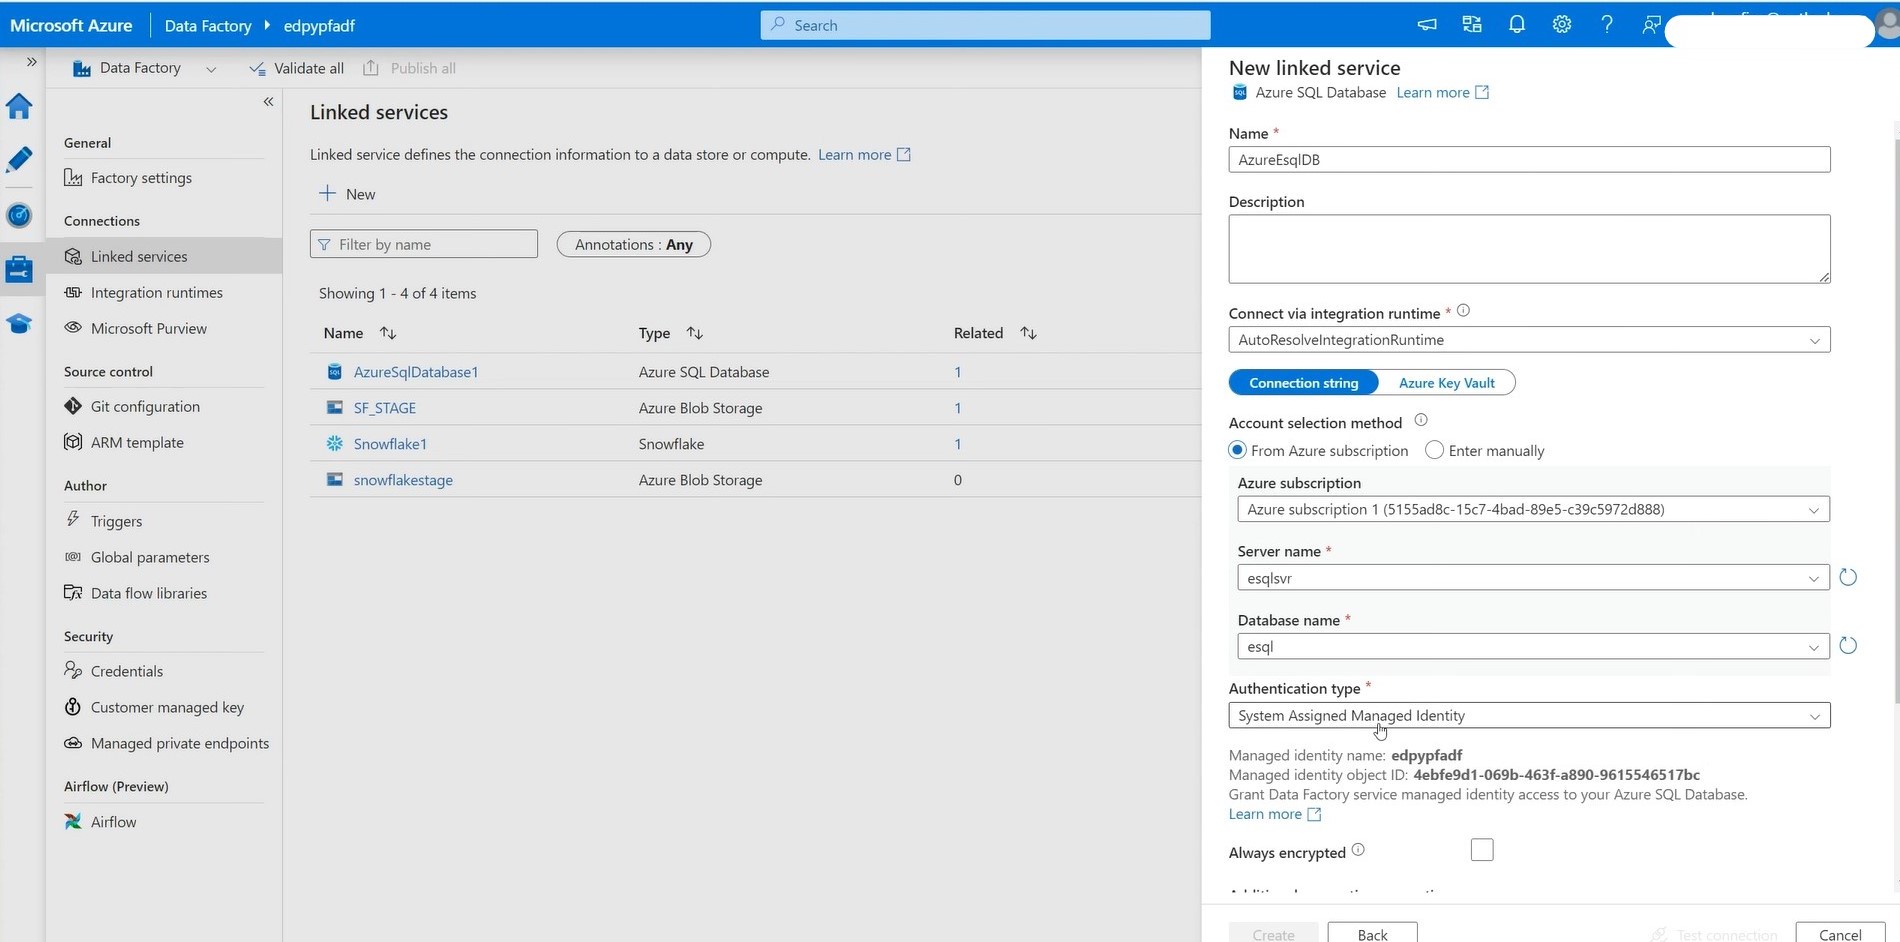 Microsoft Azure
Data Factory
edpypfadf
Search
Data Factory
Validate all
Publish all
General
Factory settings
Connections
Linked services
Integration runtimes
Microsoft Purview
Source control
Git configuration
ARM template
Author
Triggers
Global parameters
Data flow libraries
Security
Credentials
Customer managed key
Managed private endpoints
Airflow (Preview)
Airflow
Linked services
Linked service defines the connection information to a data store or compute. Learn more
New
Filter by name
Annotations : Any
Showing 1 - 4 of 4 items
Name Type Related
AzureSqlDatabase1 Azure SQL Database 1
SF_STAGE Azure Blob Storage 1
Snowflake1 Snowflake 1
snowflakestage Azure Blob Storage 0
New linked service
Azure SQL Database Learn more
Name *
AzureEsqlDB
Description
Connect via integration runtime *
AutoResolveIntegrationRuntime
Connection string Azure Key Vault
Account selection method
From Azure subscription Enter manually
Azure subscription
Azure subscription 1 (5155ad8c-15c7-4bad-89e5-c39c5972d888)
Server name *
esqlsvr
Database name *
esql
Authentication type *
System Assigned Managed Identity
Managed identity name: edpypfadf
Managed identity object ID: 4ebfe9d1-069b-463f-a890-9615546517bc
Grant Data Factory service managed identity access to your Azure SQL Database.
Learn more
Always encrypted
Create Back Test connection Cancel